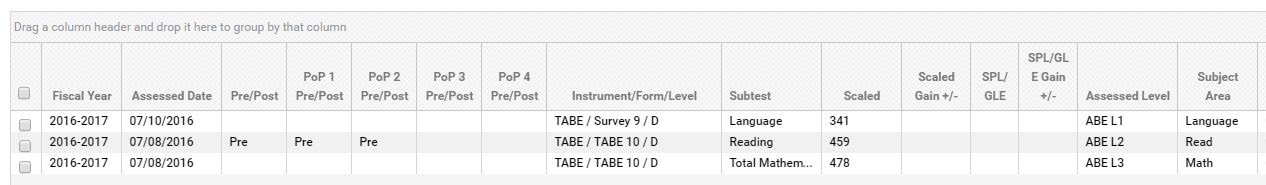 Drag a column header and drop it here to group by that column
SPL/GL
PoP 1 PoP 2 PoP 3 PoP 4 Scaled SPL/ E Gain Subject
Fiscal Year Assessed Date Pre/Post Pre/Post Pre/Post Pre/Post Pre/Post Instrument/Form/Level Subtest Scaled Gain +/- GLE +/- Assessed Level Area
2016-2017 07/10/2016 TABE / Survey 9 / D Language 341 ABE L1 Language
2016-2017 07/08/2016 Pre Pre Pre TABE / TABE 10 / D Reading 459 ABE L2 Read
2016-2017 07/08/2016 TABE / TABE 10 / D Total Mathem... 478 ABE L3 Math